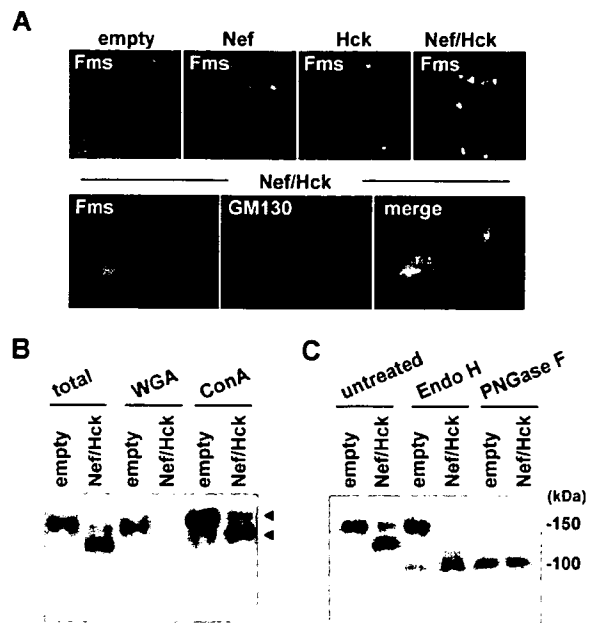 A
empty Nef Hck Nef/Hck
Fms Fms Fms Fms
Nef/Hck
Fms GM130 merge
B
total WGA ConA
empty Nef/Hck empty Nef/Hck empty Nef/Hck
C
untreated Endo H PNGase F
empty Nef/Hck empty Nef/Hck empty Nef/Hck
(kDa)
-150
-100